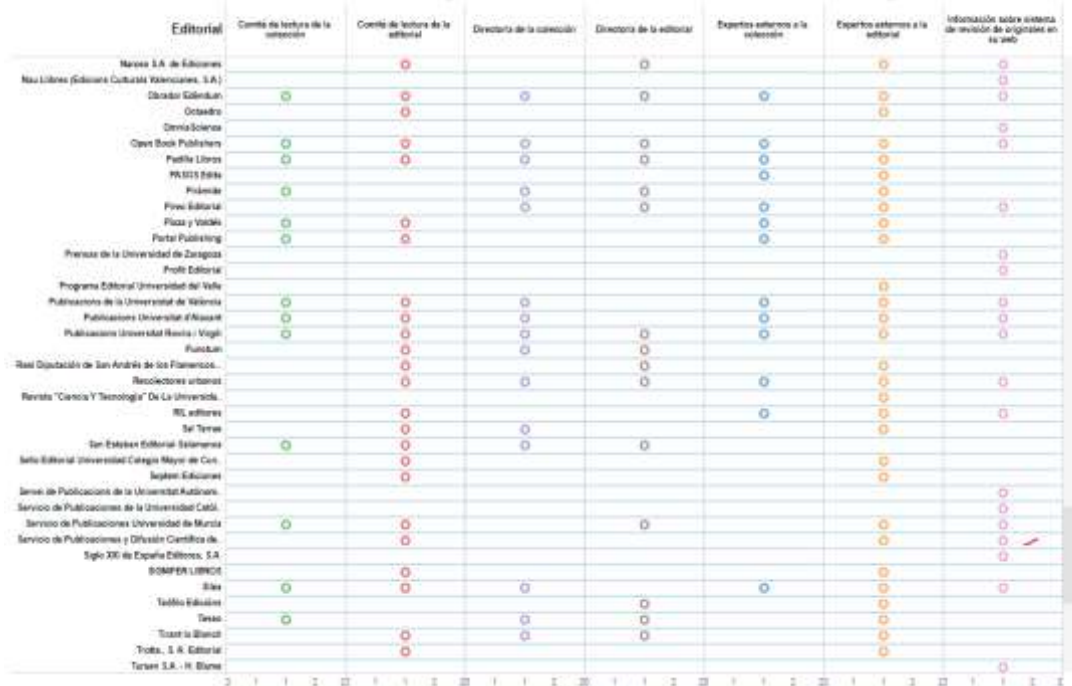 Editorial
Comité de lectura de la colección
Comité de lectura de la editorial
Director/a de la colección
Director/a de la editorial
Expertos externos a la colección
Expertos externos a la editorial
Información sobre sistema de revisión de originales en su web
Narcea S.A. de Ediciones
Nau Llibres (Edicions Culturals Valencianes, S.A.)
Obrador Edèndum
Octaedro
OmniaScience
Open Book Publishers
Padilla Libros
PASOS Edita
Pirámide
Pires Editorial
Plaza y Valdés
Portal Publishing
Prensas de la Universidad de Zaragoza
Profit Editorial
Programa Editorial Universidad del Valle
Publicacions de la Universitat de València
Publicacions Universitat d'Alacant
Publicacions Universitat Rovira i Virgili
Punctum
Real Diputación de San Andrés de los Flamencos...
Recolectores urbanos
Revista "Ciencia Y Tecnología" De La Universida..
RIL editores
Sal Terrae
San Esteban Editorial Salamanca
Sello Editorial Universidad Colegio Mayor de Cun..
Septem Ediciones
Servei de Publicacions de la Universitat Autònom..
Servicio de Publicaciones de la Universidad Catól..
Servicio de Publicaciones Universidad de Murcia
Servicio de Publicaciones y Difusión Científica de..
Siglo XXI de España Editores, S.A.
SOMIFER LIBROS
Sílex
Teòfilo Edicións
Tirant lo Blanch
Trotta, S. A. Editorial
Tursen S.A. - H. Blume